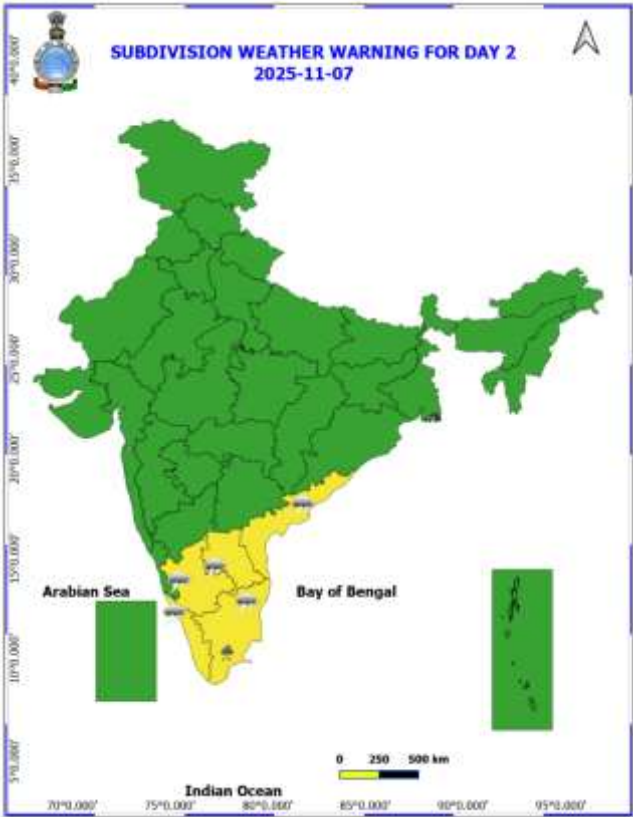 SUBDIVISION WEATHER WARNING FOR DAY 2
2025-11-07
40°0.000'
35°0.000'
30°0.000'
25°0.000'
20°0.000'
15°0.000'
Arabian Sea
Bay of Bengal
10°0.000'
5°0.000'
0 250 500 km
Indian Ocean
70°0.000' 75°0.000' 80°0.000' 85°0.000' 90°0.000' 95°0.000'